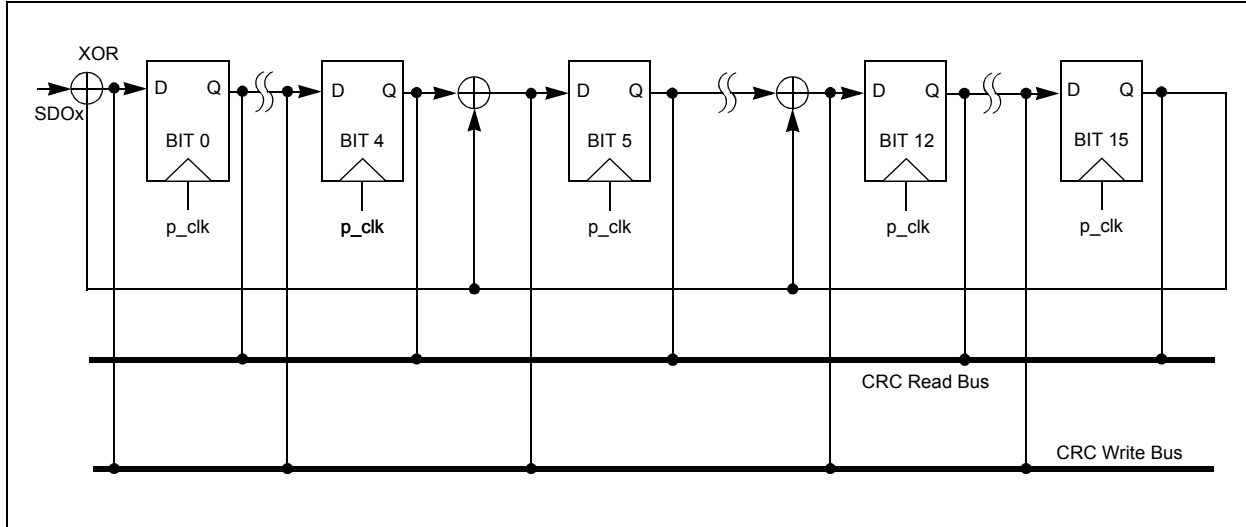 XOR
SDOx
D Q
BIT 0
p_clk
D Q
BIT 4
p_clk
D Q
BIT 5
p_clk
D Q
BIT 12
p_clk
D Q
BIT 15
p_clk
CRC Read Bus
CRC Write Bus